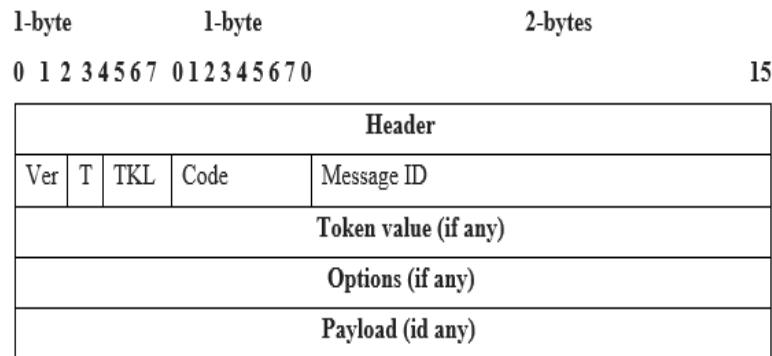 1-byte 1-byte 2-bytes
0 1 2 3 4 5 6 7 0 1 2 3 4 5 6 7 0 15
Header
Ver T TKL Code Message ID
Token value (if any)
Options (if any)
Payload (id any)